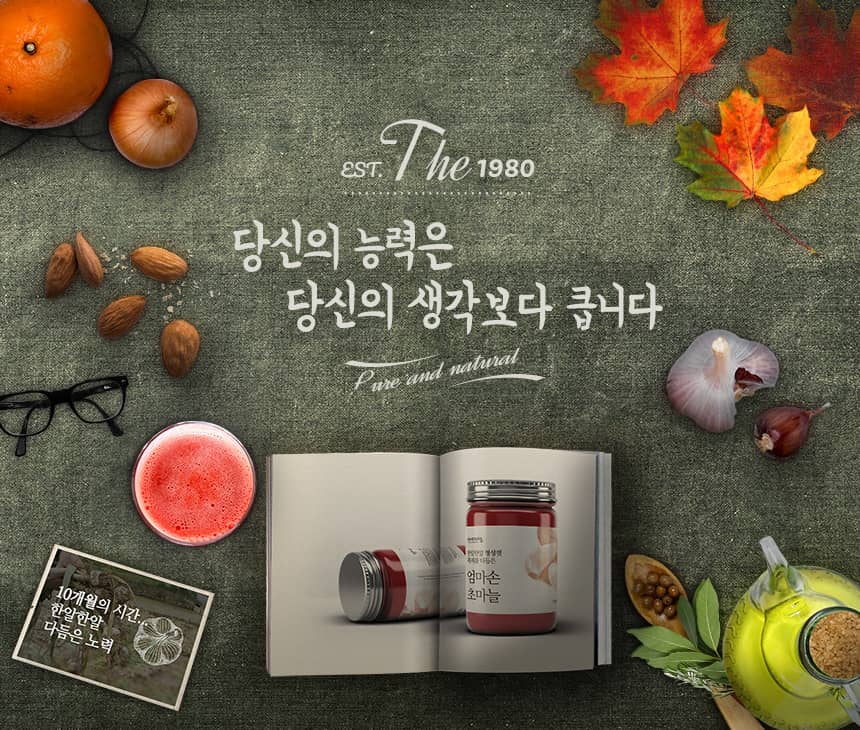 EST. The 1980
당신의 능력은
당신의 생각보다 큽니다
Pure and natural
10개월의 시간..
한알한알
다듬은 노력
엄마손
초마늘